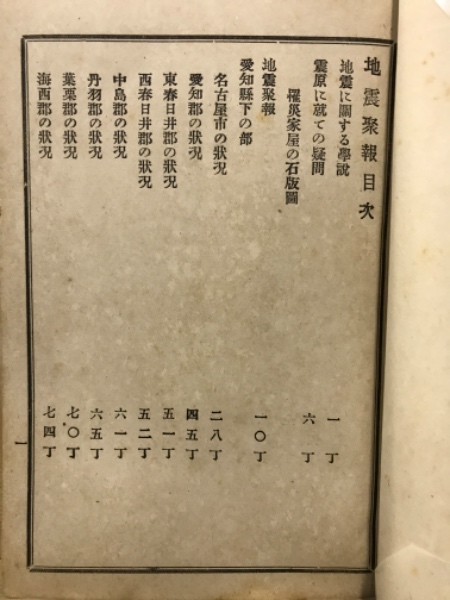 地震聚報目次
地震に關する學說 一丁
震原に就ての疑問 六丁
罹災家屋の石版圖
地震聚報 一〇丁
愛知縣下の部
名古屋市の狀況 二八丁
愛知郡の狀況 四五丁
東春日井郡の狀況 五一丁
西春日井郡の狀況 五二丁
中島郡の狀況 六一丁
丹羽郡の狀況 六五丁
葉栗郡の狀況 七〇丁
海西郡の狀況 七四丁
一